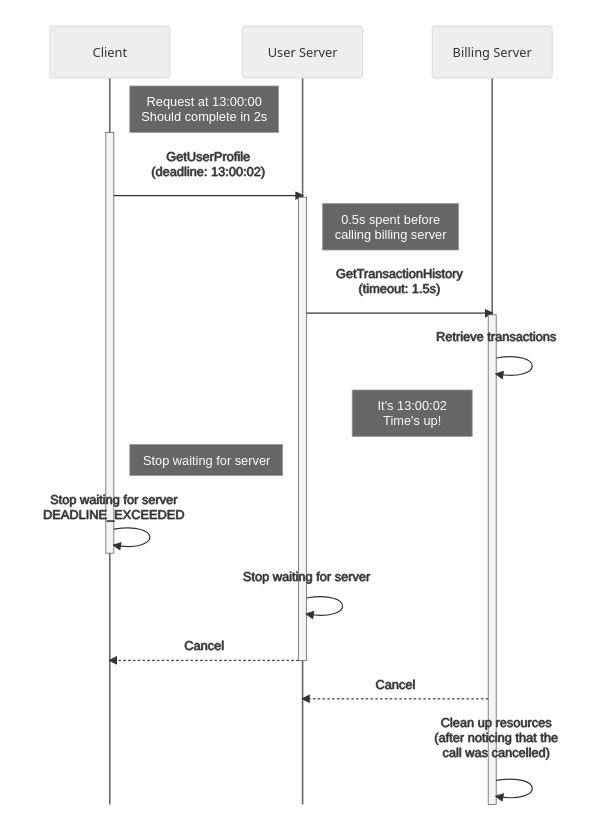 Client
User Server
Billing Server
Request at 13:00:00
Should complete in 2s
GetUserProfile
(deadline: 13:00:02)
0.5s spent before
calling billing server
GetTransactionHistory
(timeout: 1.5s)
Retrieve transactions
It's 13:00:02
Time's up!
Stop waiting for server
Stop waiting for server
DEADLINE_EXCEEDED
Stop waiting for server
Cancel
Cancel
Clean up resources
(after noticing that the
call was cancelled)